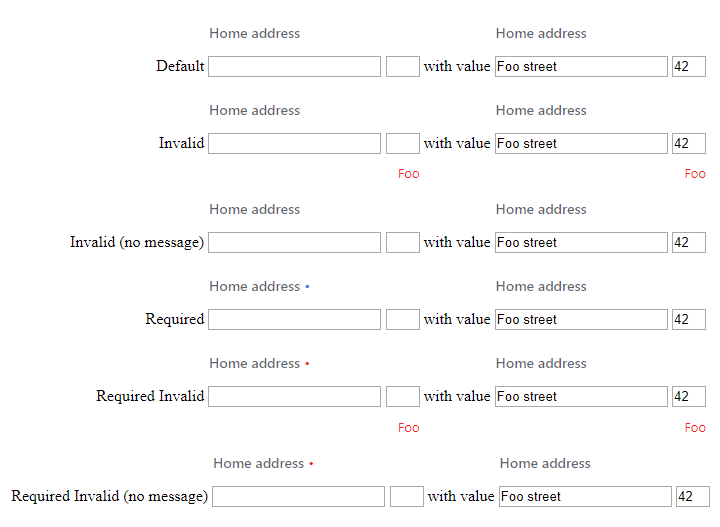 Home address Home address
Default with value Foo street 42
Home address Home address
Invalid with value Foo street 42
Foo Foo
Home address Home address
Invalid (no message) with value Foo street 42
Home address • Home address
Required with value Foo street 42
Home address • Home address
Required Invalid with value Foo street 42
Foo Foo
Home address • Home address
Required Invalid (no message) with value Foo street 42